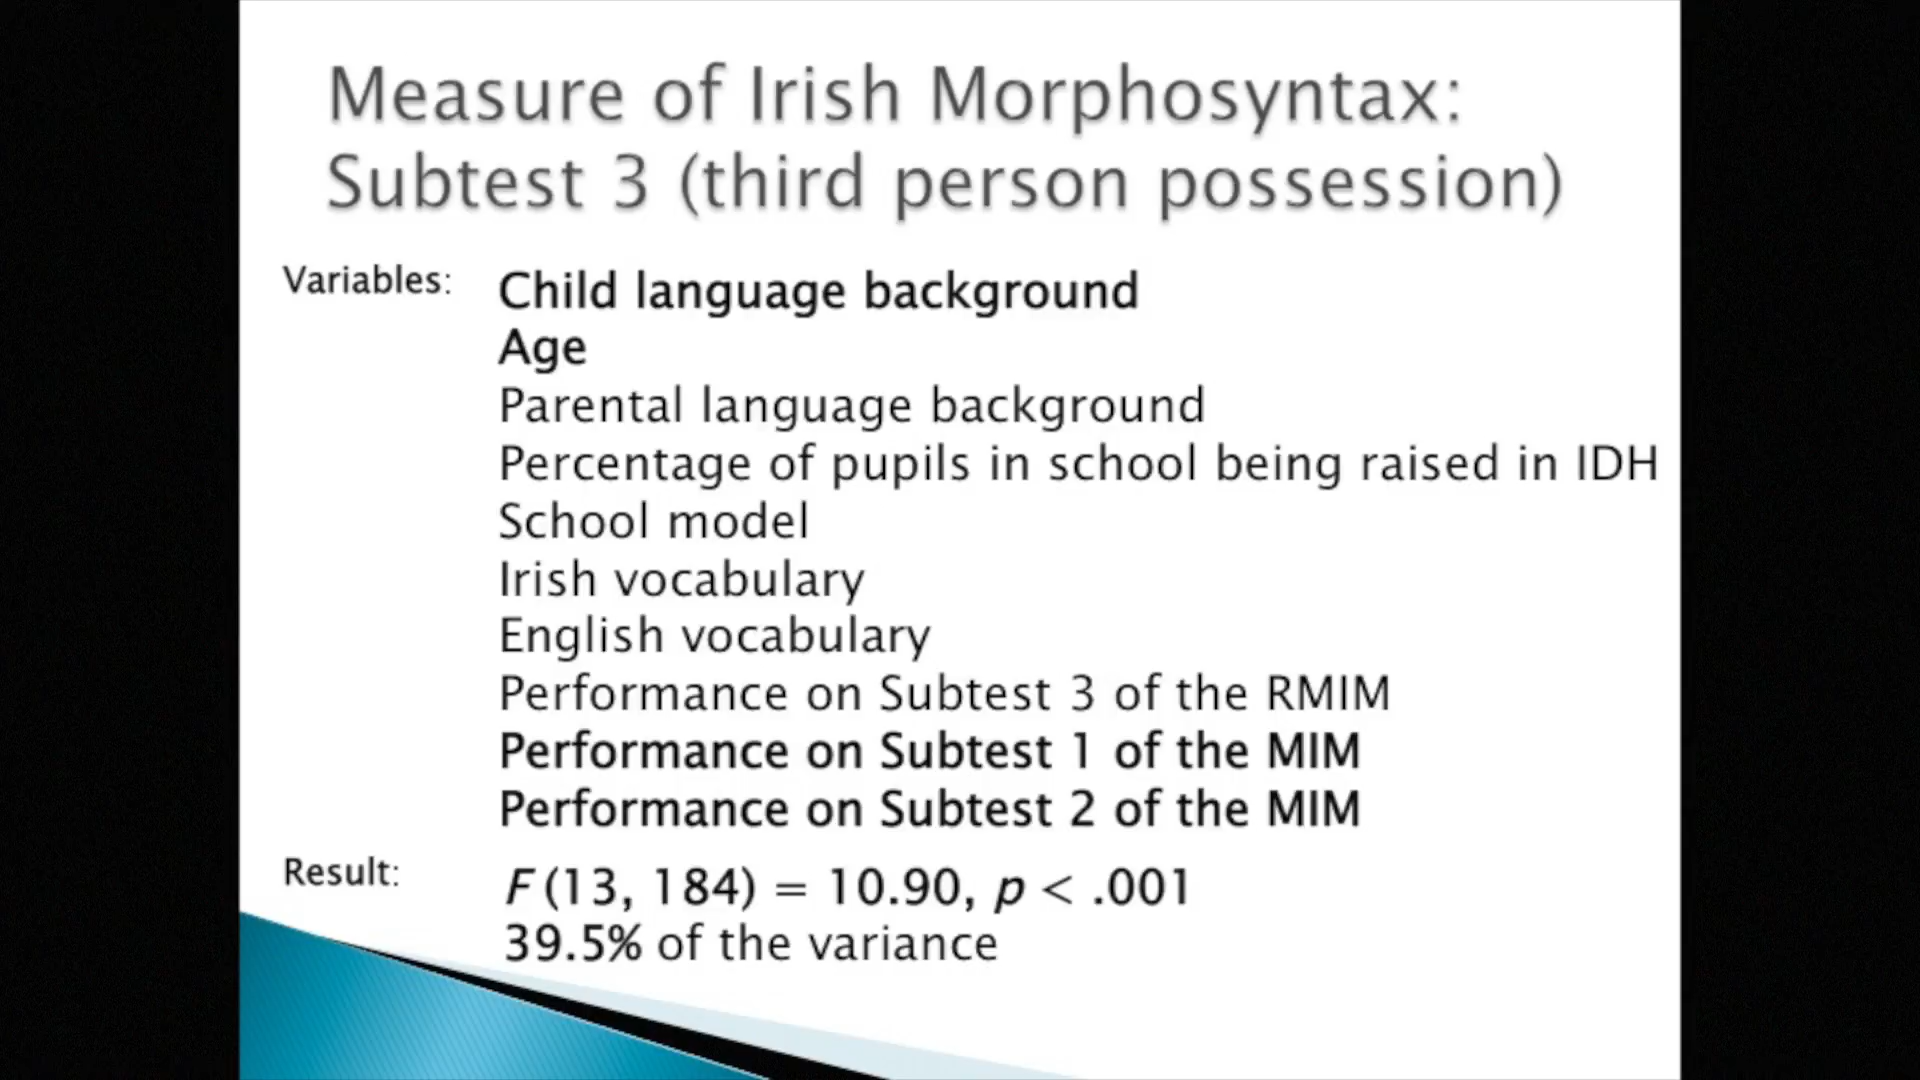 Measure of Irish Morphosyntax:
Subtest 3 (third person possession)
Variables:
Child language background
Age
Parental language background
Percentage of pupils in school being raised in IDH
School model
Irish vocabulary
English vocabulary
Performance on Subtest 3 of the RMIM
Performance on Subtest 1 of the MIM
Performance on Subtest 2 of the MIM
Result:
F (13, 184) = 10.90, p < .001
39.5% of the variance